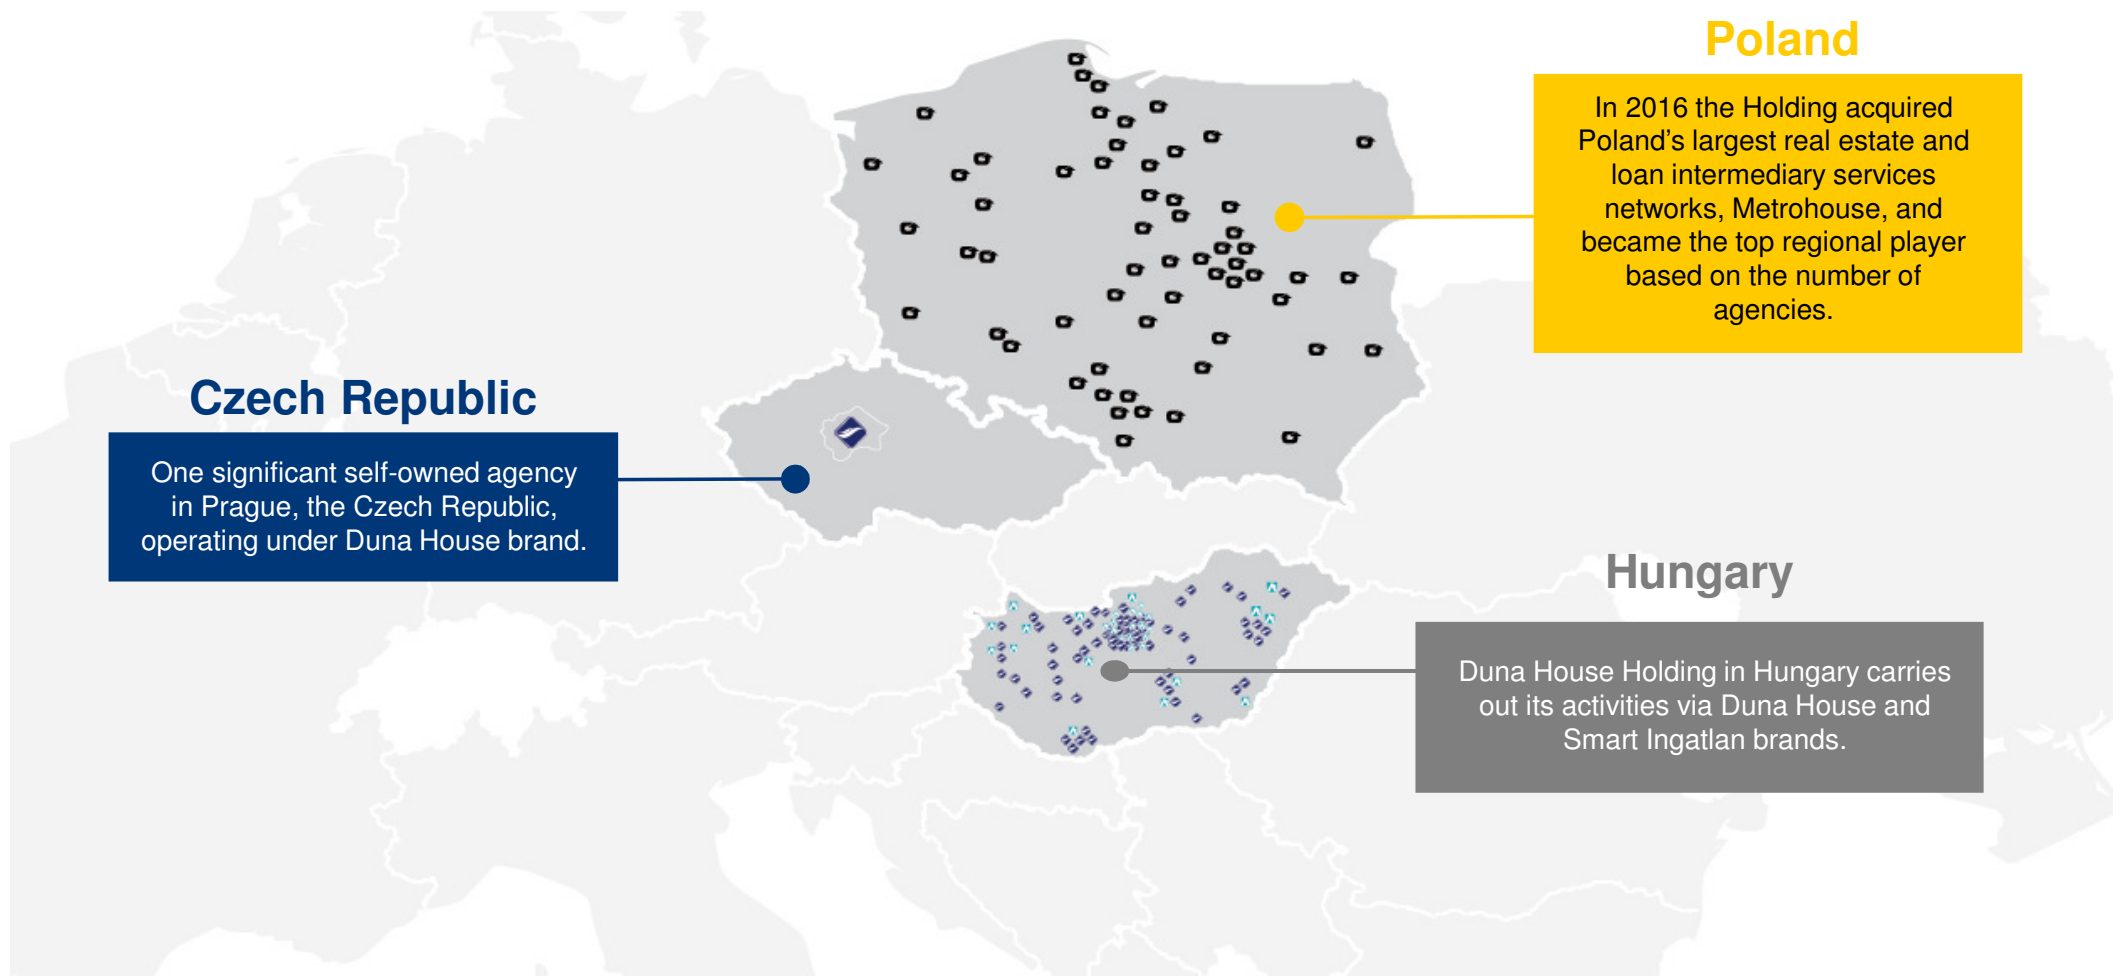 Poland
In 2016 the Holding acquired
Poland's largest real estate and
loan intermediary services
networks, Metrohouse, and
became the top regional player
based on the number of
agencies.
Czech Republic
One significant self-owned agency
in Prague, the Czech Republic,
operating under Duna House brand.
Hungary
Duna House Holding in Hungary carries
out its activities via Duna House and
Smart Ingatlan brands.